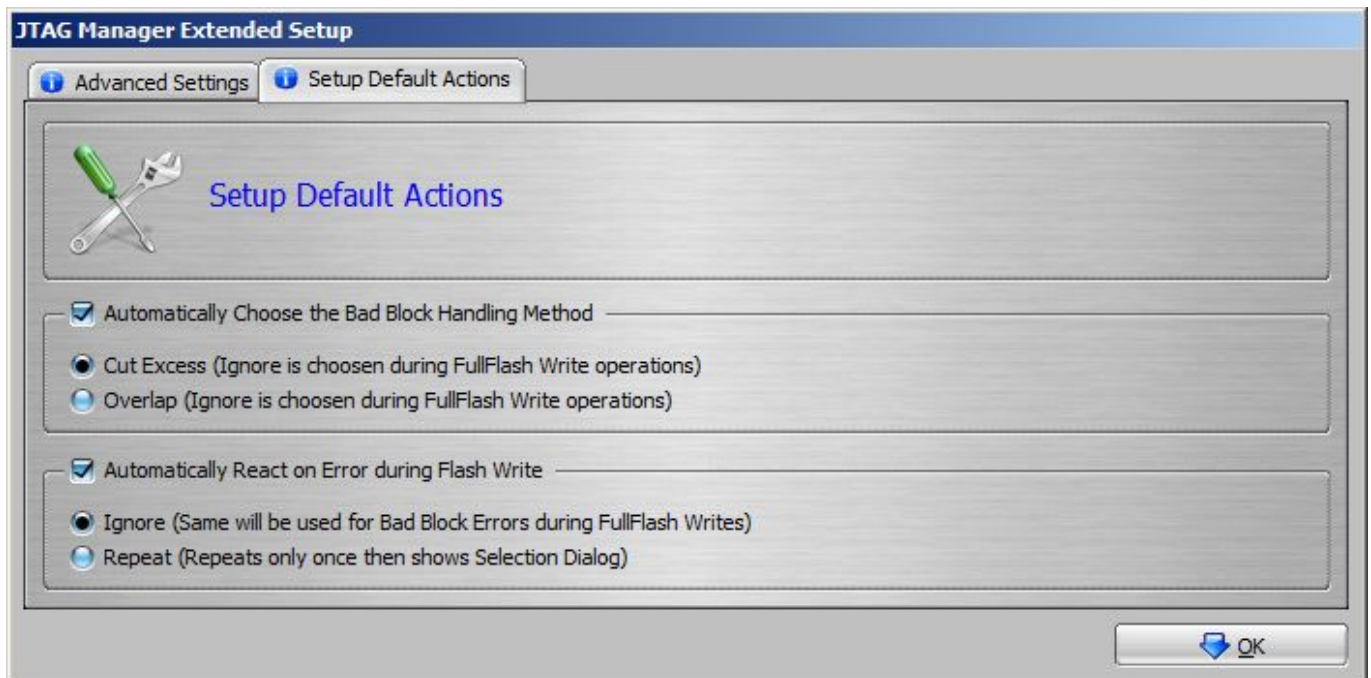 JTAG Manager Extended Setup
Advanced Settings
Setup Default Actions
Setup Default Actions
Automatically Choose the Bad Block Handling Method
Cut Excess (Ignore is choosen during FullFlash Write operations)
Overlap (Ignore is choosen during FullFlash Write operations)
Automatically React on Error during Flash Write
Ignore (Same will be used for Bad Block Errors during FullFlash Writes)
Repeat (Repeats only once then shows Selection Dialog)
OK